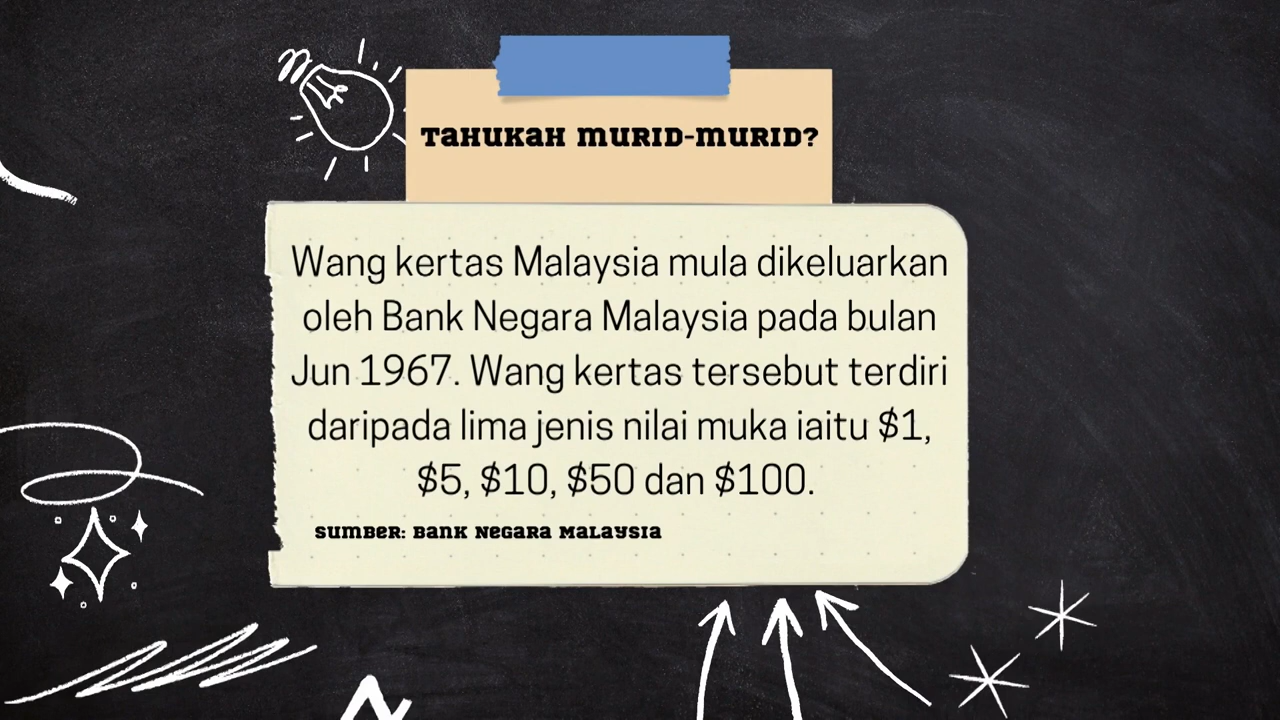 TAHUKAH MURID-MURID?
Wang kertas Malaysia mula dikeluarkan
oleh Bank Negara Malaysia pada bulan
Jun 1967. Wang kertas tersebut terdiri
daripada lima jenis nilai muka iaitu $1,
$5, $10, $50 dan $100.
SUMBER: BANK NEGARA MALAYSIA